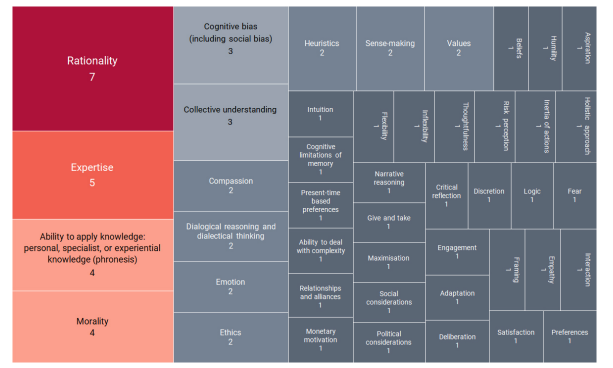 Rationality
7
Expertise
5
Ability to apply knowledge:
personal, specialist, or experiential
knowledge (phronesis)
4
Morality
4
Cognitive bias
(including social bias)
3
Collective understanding
3
Compassion
2
Dialogical reasoning and
dialectical thinking
2
Emotion
2
Ethics
2
Heuristics
2
Sense-making
2
Values
2
Beliefs
1
Humility
1
Aspiration
1
Intuition
1
Cognitive
limitations of
memory
1
Present-time
based
preferences
1
Ability to deal
with complexity
1
Relationships
and alliances
1
Monetary
motivation
1
Flexibility
1
Inflexibility
1
Thoughtfulness
1
Risk perception
1
Inertia of actions
1
Holistic approach
1
Narrative
reasoning
1
Give and take
1
Maximisation
1
Social
considerations
1
Political
considerations
1
Critical
reflection
1
Discretion
1
Logic
1
Fear
1
Engagement
1
Adaptation
1
Deliberation
1
Framing
1
Empathy
1
Interaction
1
Satisfaction
1
Preferences
1